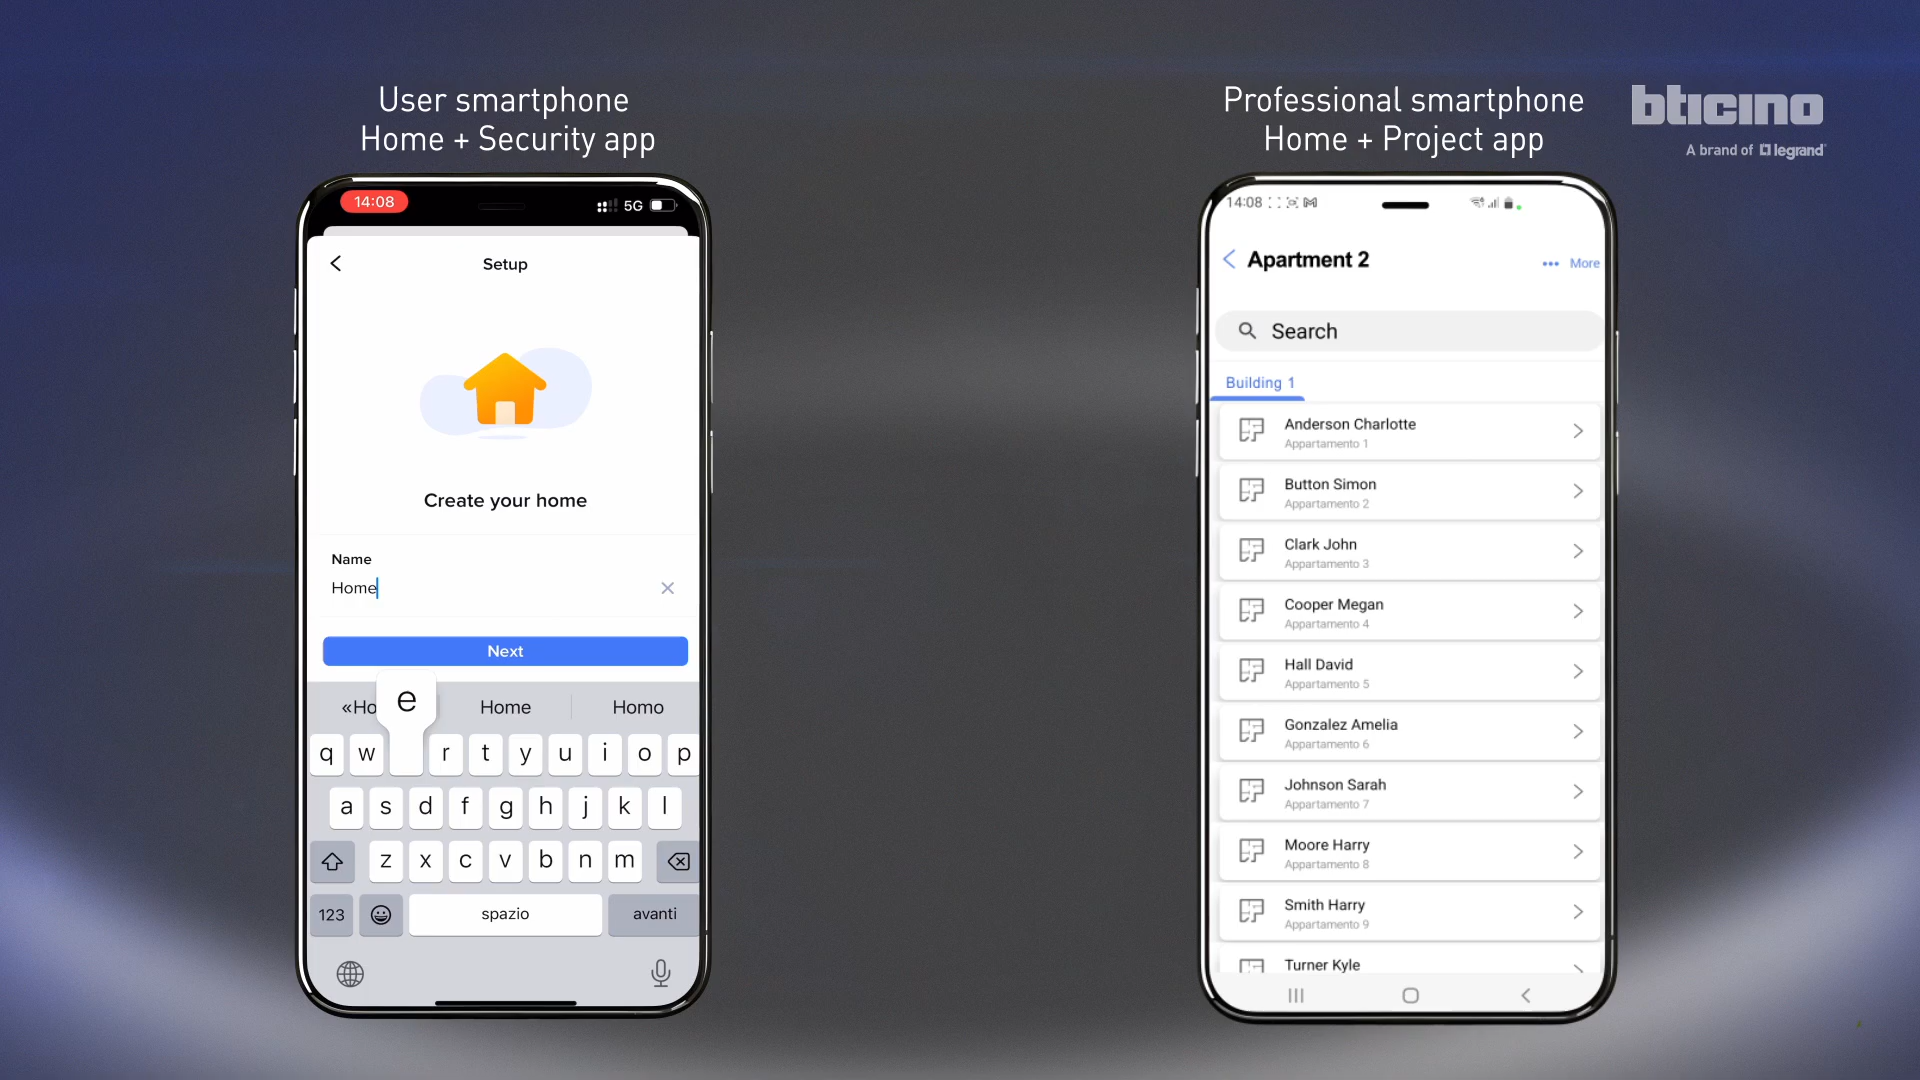 User smartphone
Home + Security app
Professional smartphone
Home + Project app
bticino
A brand of legrand
14:08
5G
Setup
Create your home
Name
Home
Next
«Ho
e
Home
Homo
q w r t y u i o p
a s d f g h j k l
z x c v b n m
123
spazio
avanti
14:08
Apartment 2
••• More
Search
Building 1
Anderson Charlotte
Appartamento 1
Button Simon
Appartamento 2
Clark John
Appartamento 3
Cooper Megan
Appartamento 4
Hall David
Appartamento 5
Gonzalez Amelia
Appartamento 6
Johnson Sarah
Appartamento 7
Moore Harry
Appartamento 8
Smith Harry
Appartamento 9
Turner Kyle